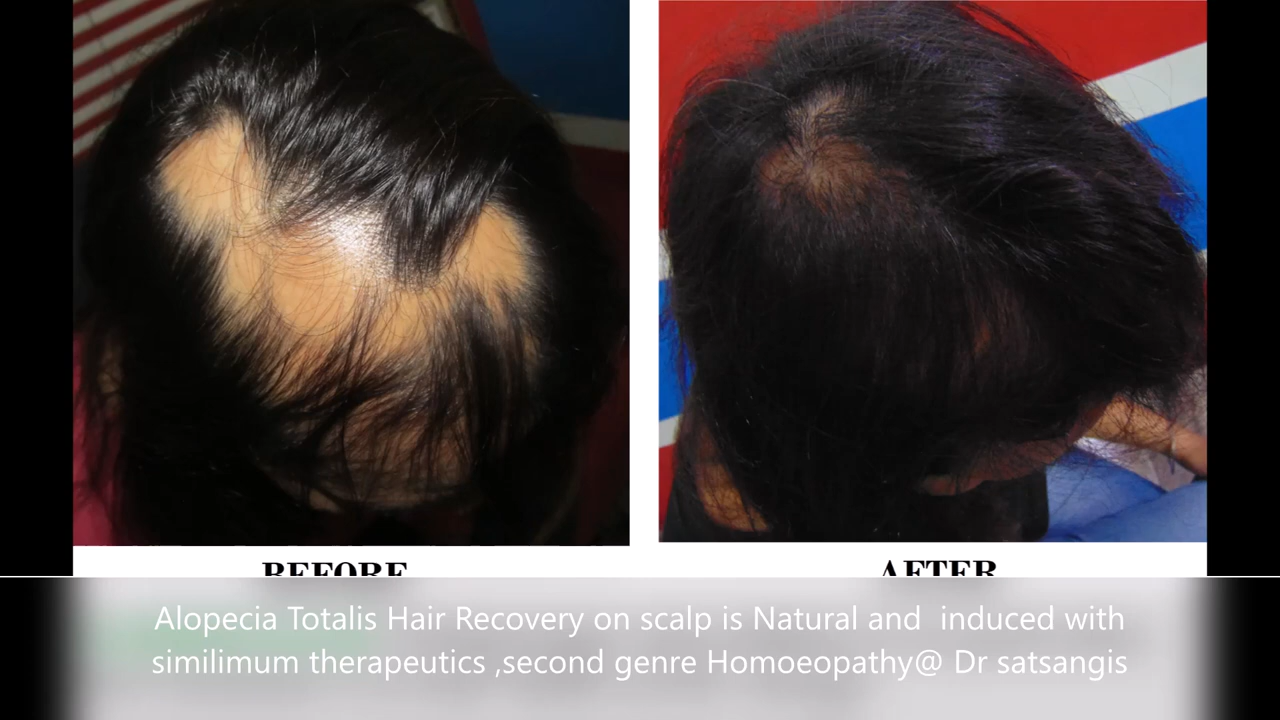 BEFORE AFTER
Alopecia Totalis Hair Recovery on scalp is Natural and  induced with
similimum therapeutics ,second genre Homoeopathy@ Dr satsangis